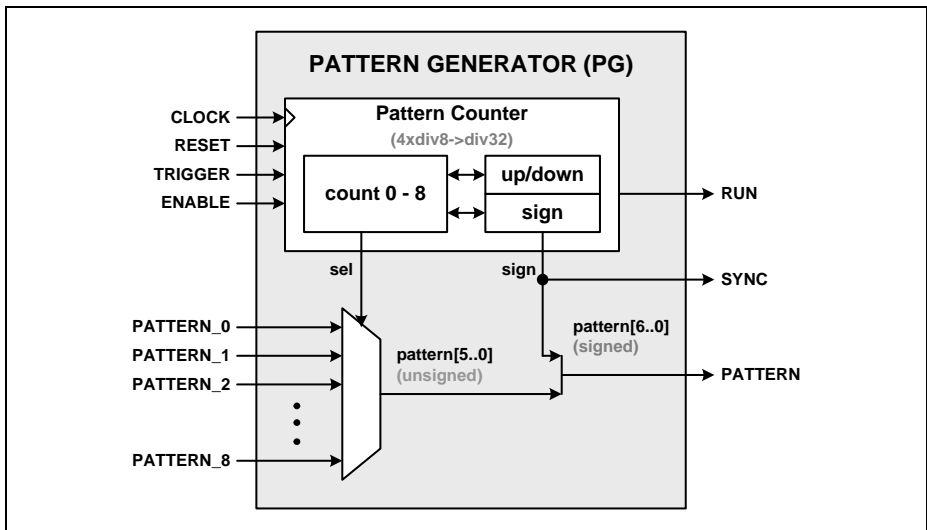 PATTERN GENERATOR (PG)
Pattern Counter
(4xdiv8->div32)
CLOCK
RESET
TRIGGER
ENABLE
count 0 - 8
up/down
sign
RUN
sel
sign
SYNC
PATTERN_0
PATTERN_1
PATTERN_2
PATTERN_8
pattern[5..0]
(unsigned)
pattern[6..0]
(signed)
PATTERN